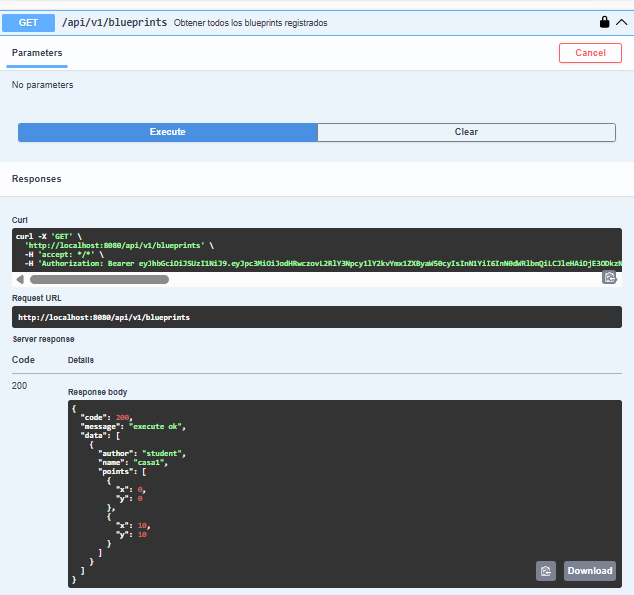 GET /api/v1/blueprints Obtener todos los blueprints registrados
Parameters
Cancel
No parameters
Execute
Clear
Responses
Curl
curl -X 'GET' \
'http://localhost:8080/api/v1/blueprints' \
-H 'accept: */*' \
-H 'Authorization: Bearer
Request URL
http://localhost:8080/api/v1/blueprints
Server response
Code Details
200
Response body
{
"code": 200,
"message": "execute ok",
"data": [
{
"author": "student",
"name": "casa1",
"points": [
{
"x": 0,
"y": 0
},
{
"x": 10,
"y": 10
}
]
}
]
}
Download